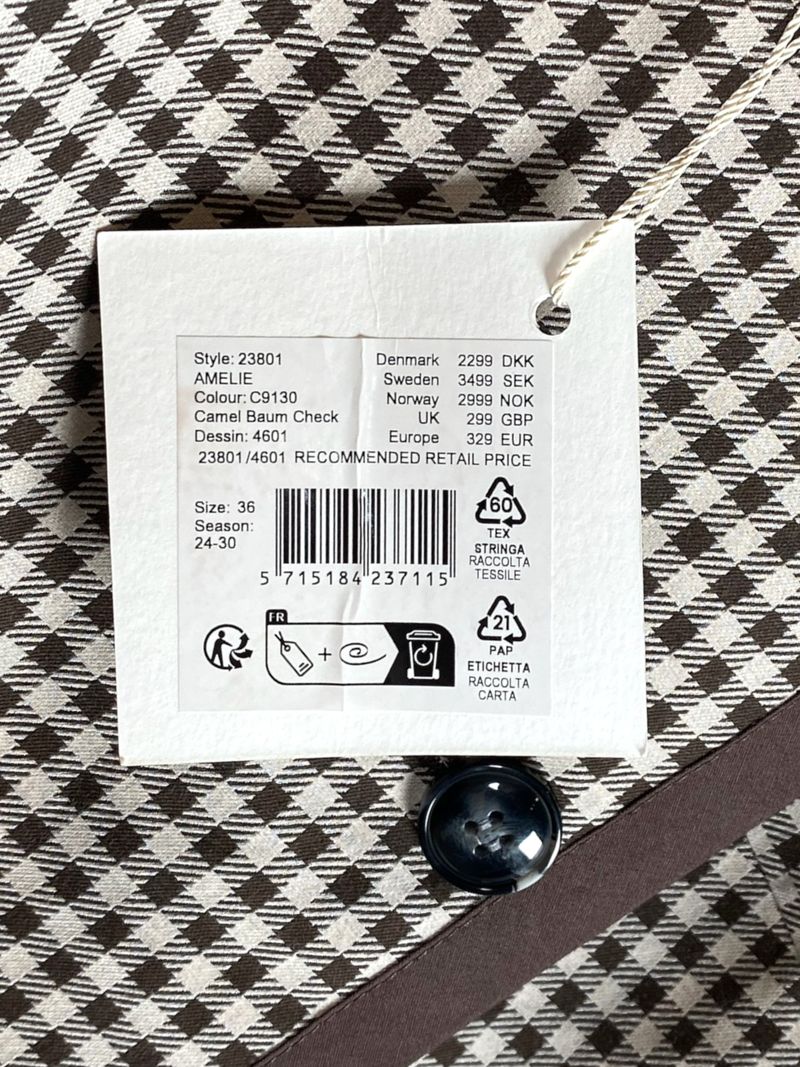 Style: 23801
AMELIE
Colour: C9130
Camel Baum Check
Dessin: 4601
Denmark 2299 DKK
Sweden 3499 SEK
Norway 2999 NOK
UK 299 GBP
Europe 329 EUR
23801/4601 RECOMMENDED RETAIL PRICE
Size: 36
Season:
24-30
5 715184 237115
60
TEX
STRINGA
RACCOLTA
TESSILE
FR
+
21
PAP
ETICHETTA
RACCOLTA
CARTA